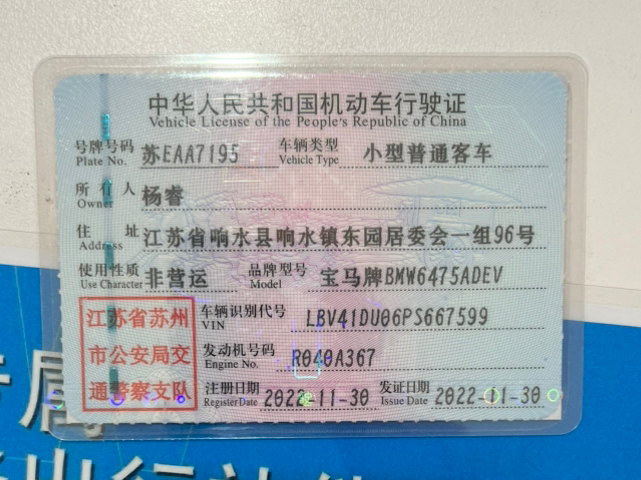 中华人民共和国机动车行驶证
Vehicle License of the People's Republic of China
号牌号码 苏EAA7195 车辆类型 小型普通客车
Plate No. Vehicle Type
所有人 杨睿
Owner
住址 江苏省响水县响水镇东园居委会一组96号
Address
使用性质 非营运 品牌型号 宝马牌BMW6475ADEV
Use Character Model
江苏省苏州 车辆识别代号 LBV41DU06PS667599
VIN
市公安局交 发动机号码 R040A367
Engine No.
通警察支队 注册日期 2022-11-30 发证日期 2022-11-30
Register Date Issue Date